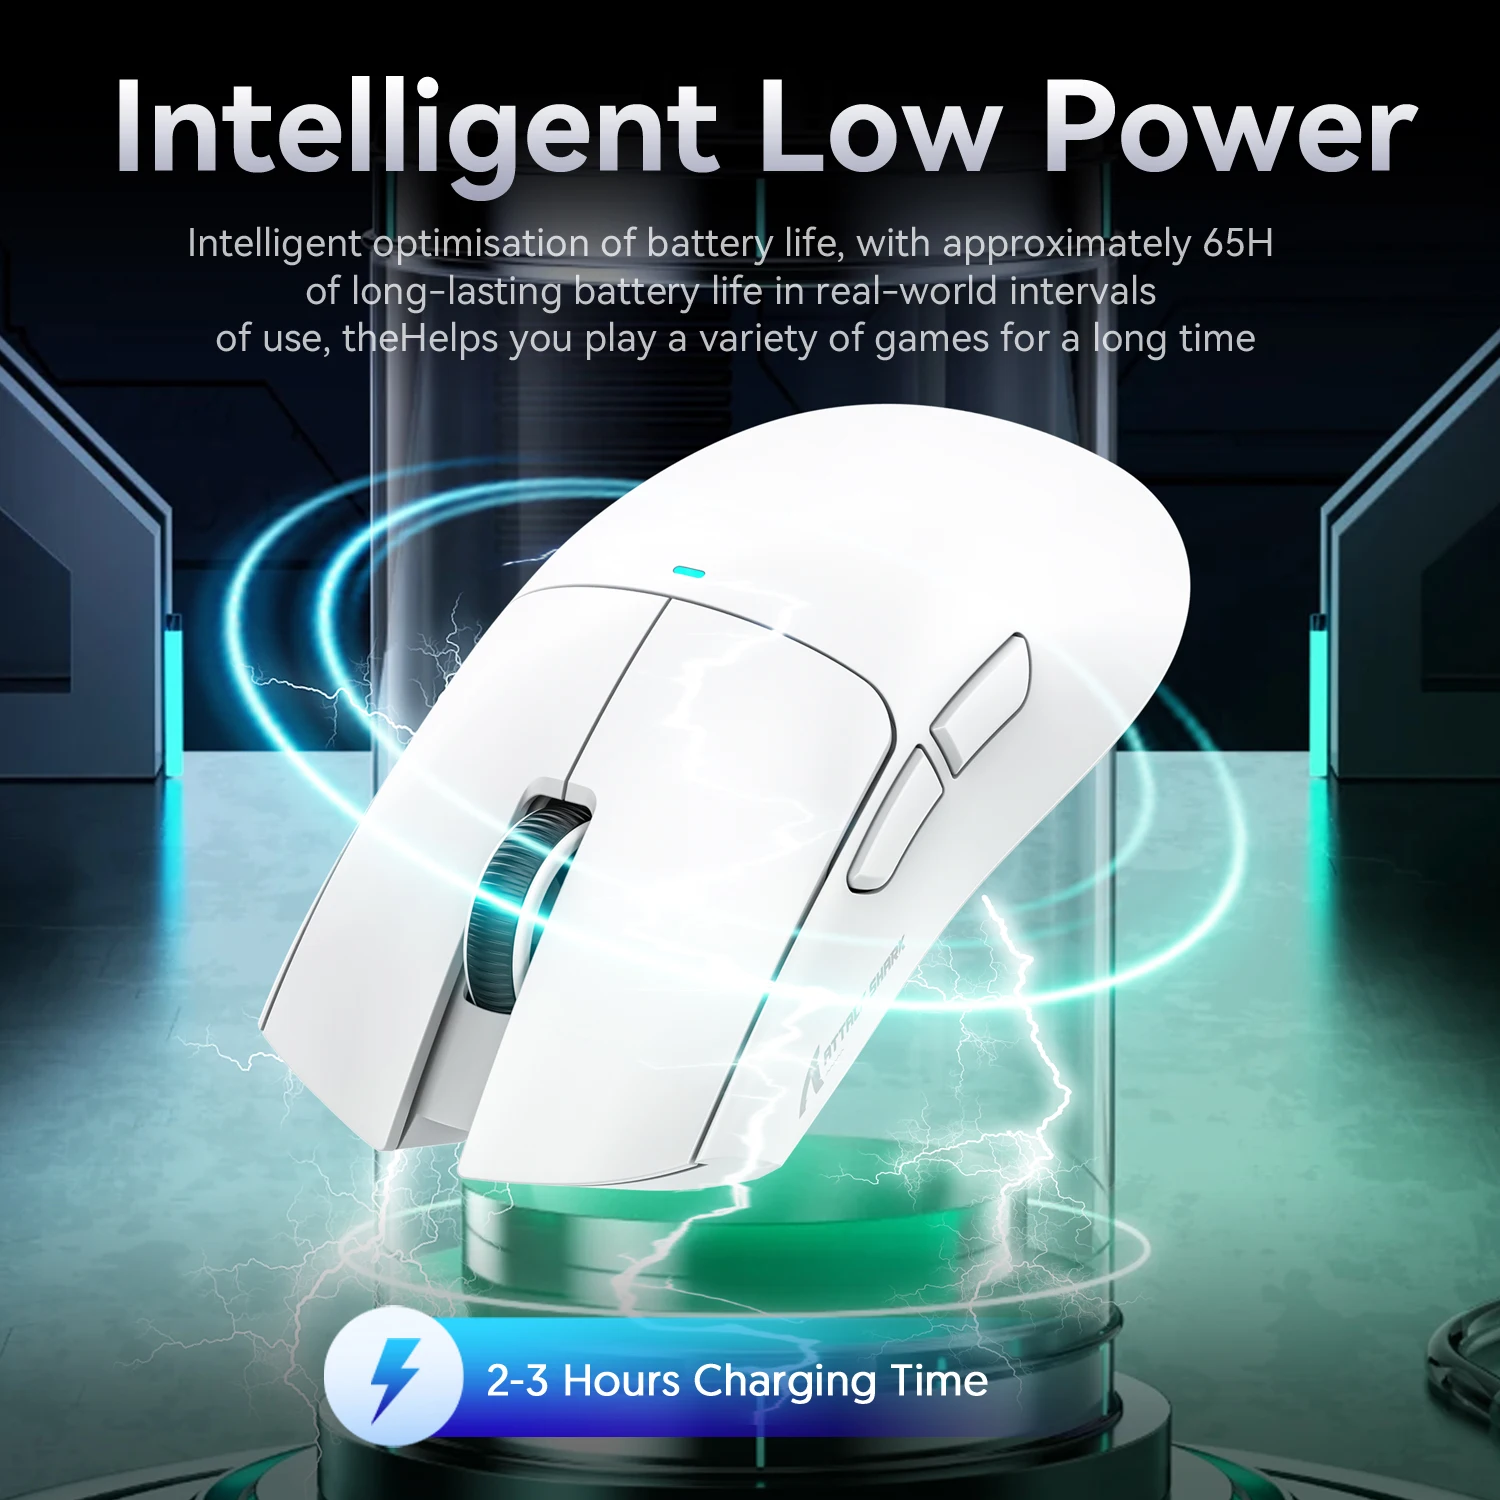 Intelligent Low Power
Intelligent optimisation of battery life, with approximately 65H
of long-lasting battery life in real-world intervals
of use, theHelps you play a variety of games for a long time
ATTACK SHARK
2-3 Hours Charging Time